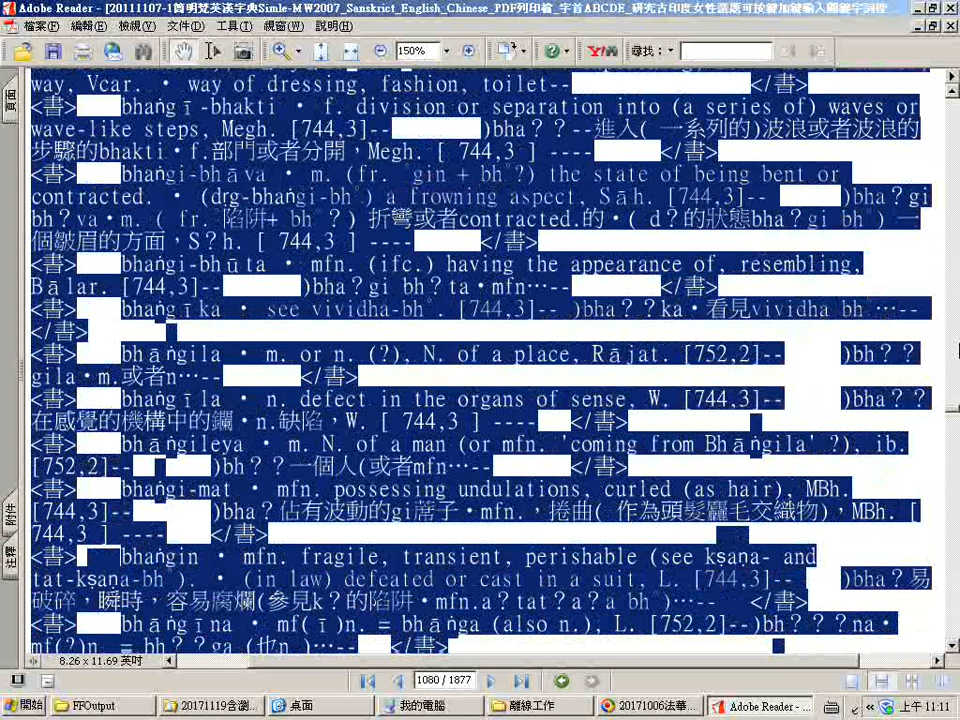 Adobe Reader - [20111107-1簡明梵英漢字典Simle-MW2007_Sanskrict_English_Chinese_PDF列印檔_字首ABCDE_研究古印度女性議題可按鍵加鍵輸入關鍵字詞搜
檔案(F) 編輯(E) 檢視(V) 文件(D) 工具(T) 視窗(W) 說明(H)
150% Y! 尋找:
way, Vcar. • way of dressing, fashion, toilet-- </書>
<書> bhaṅgī-bhakti • f. division or separation into (a series of) waves or
wave-like steps, Megh. [744,3]-- )bha??--進入( 一系列的)波浪或者波浪的
步驟的bhakti•f.部門或者分開，Megh. [ 744,3 ] ---- </書>
<書> bhaṅgi-bhāva • m. (fr. °gin + bh°?) the state of being bent or
contracted. • (dṛg-bhaṅgi-bh°) a frowning aspect, Sāh. [744,3]-- )bha?gi
bh?va•m. ( fr. °陷阱+ bh°?) 折彎或者contracted.的•( d?的狀態bha?gi bh°) 一
個皺眉的方面，S?h. [ 744,3 ] ---- </書>
<書> bhaṅgi-bhūta • mfn. (ifc.) having the appearance of, resembling,
Bālar. [744,3]-- )bha?gi bh?ta•mfn…-- </書>
<書> bhaṅgīka • see vividha-bh°. [744,3]-- )bha??ka•看見vividha bh°…--
</書>
<書> bhāṅgila • m. or n. (?), N. of a place, Rājat. [752,2]-- )bh??
gila•m.或者n…-- </書>
<書> bhaṅgīla • n. defect in the organs of sense, W. [744,3]-- )bha??
在感覺的機構中的鑭•n.缺陷，W. [ 744,3 ] ---- </書>
<書> bhāṅgileya • m. N. of a man (or mfn. 'coming from Bhāṅgila' ?), ib.
[752,2]-- )bh??一個人(或者mfn…-- </書>
<書> bhaṅgi-mat • mfn. possessing undulations, curled (as hair), MBh.
[744,3]-- )bha?佔有波動的gi蓆子•mfn.，捲曲( 作為頭髮毛交織物)，MBh. [
744,3 ] ---- </書>
<書> bhaṅgin • mfn. fragile, transient, perishable (see kṣaṇa- and
tat-kṣaṇa-bh°). • (in law) defeated or cast in a suit, L. [744,3]-- )bha?易
破碎，瞬時，容易腐爛(參見k?的陷阱•mfn.a?tat?a?a bh°)…-- </書>
<書> bhāṅgīna • mf(ī)n. = bhāṅga (also n.), L. [752,2]--)bh???na•
mf(?)n. = bh??ga (也n)…-- </書>
頁面
附件
註釋
8.26 x 11.69 英吋
1080 / 1877
開始 FFOutput 20171119含瀏... 桌面 我的電腦 離線工作 20171006法華... Adobe Reader - [... 上午 11:11